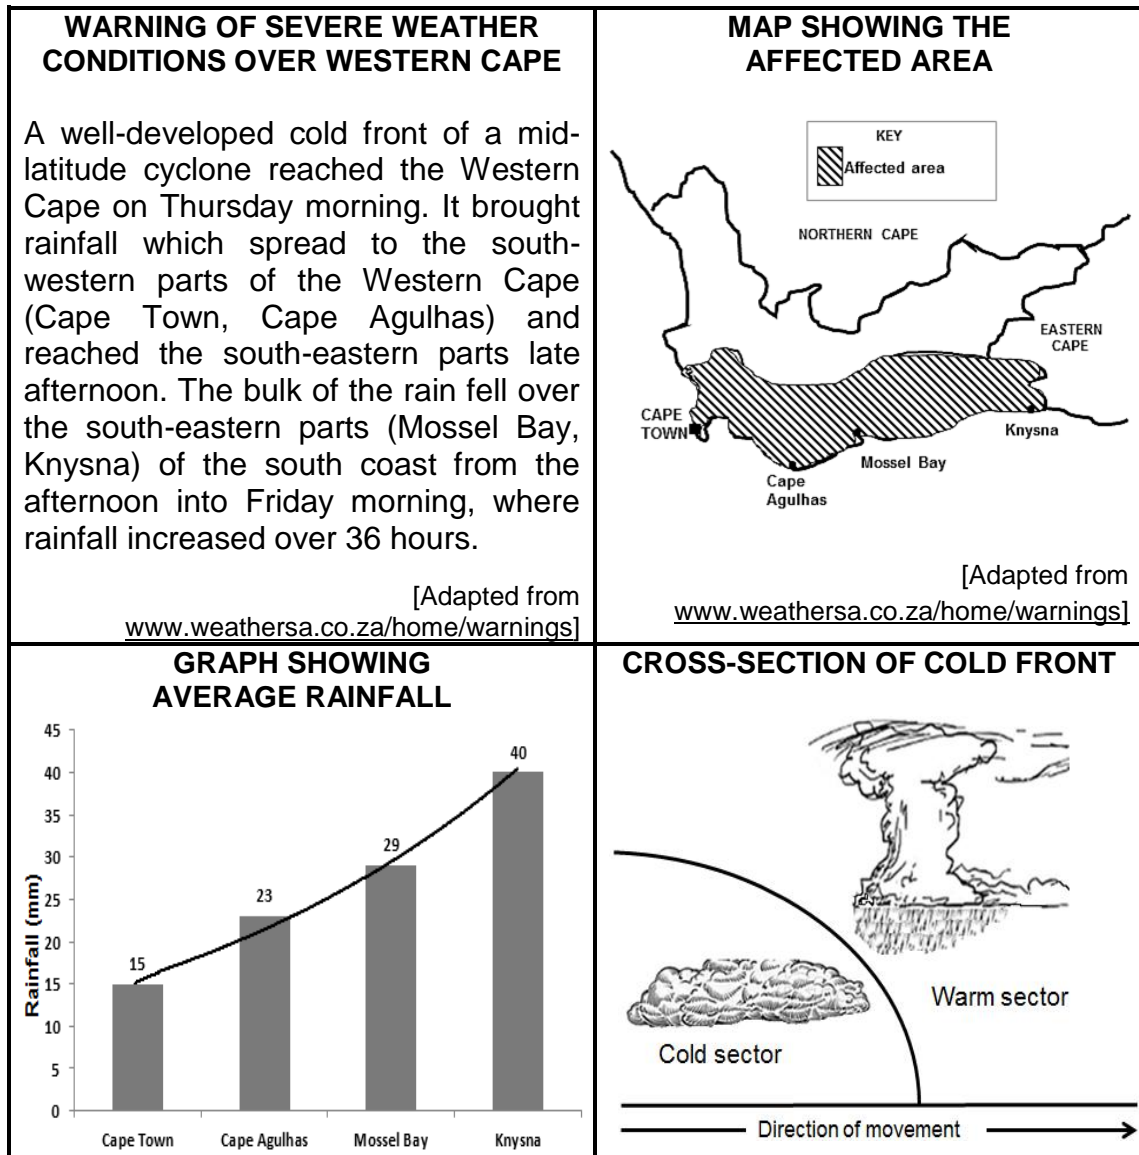 WARNING OF SEVERE WEATHER
CONDITIONS OVER WESTERN CAPE
A well-developed cold front of a mid-
latitude cyclone reached the Western
Cape on Thursday morning. It brought
rainfall which spread to the south-
western parts of the Western Cape
(Cape Town, Cape Agulhas) and
reached the south-eastern parts late
afternoon. The bulk of the rain fell over
the south-eastern parts (Mossel Bay,
Knysna) of the south coast from the
afternoon into Friday morning, where
rainfall increased over 36 hours.
[Adapted from
www.weathersa.co.za/home/warnings]
MAP SHOWING THE
AFFECTED AREA
KEY
Affected area
NORTHERN CAPE
EASTERN
CAPE
CAPE
TOWN
Knysna
Mossel Bay
Cape
Agulhas
[Adapted from
www.weathersa.co.za/home/warnings]
GRAPH SHOWING
AVERAGE RAINFALL
Rainfall (mm)
45
40
35
30
25
20
15
10
5
0
15
23
29
40
Cape Town
Cape Agulhas
Mossel Bay
Knysna
CROSS-SECTION OF COLD FRONT
Warm sector
Cold sector
Direction of movement